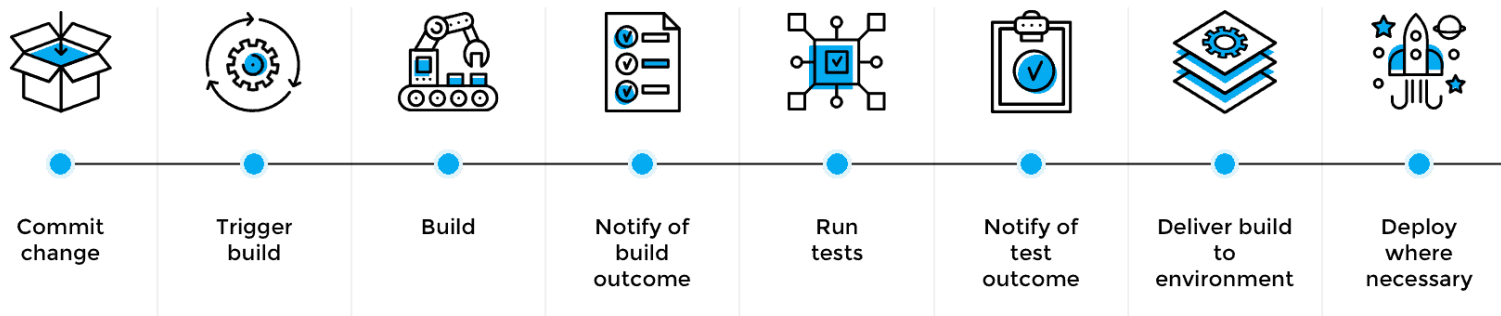 Commit
change
Trigger
build
Build
Notify of
build
outcome
Run
tests
Notify of
test
outcome
Deliver build
to
environment
Deploy
where
necessary